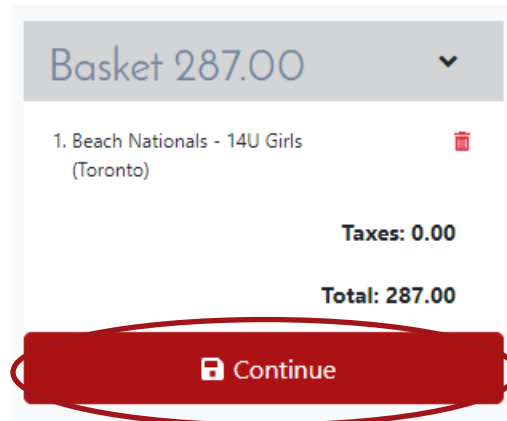 Basket 287.00
1. Beach Nationals - 14U Girls
(Toronto)
Taxes: 0.00
Total: 287.00
Continue